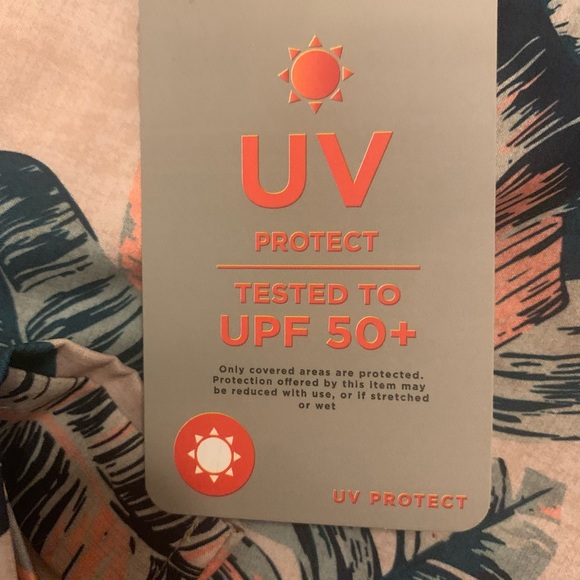 UV
PROTECT
TESTED TO
UPF 50+
Only covered areas are protected.
Protection offered by this item may
be reduced with use, or if stretched
or wet
UV PROTECT